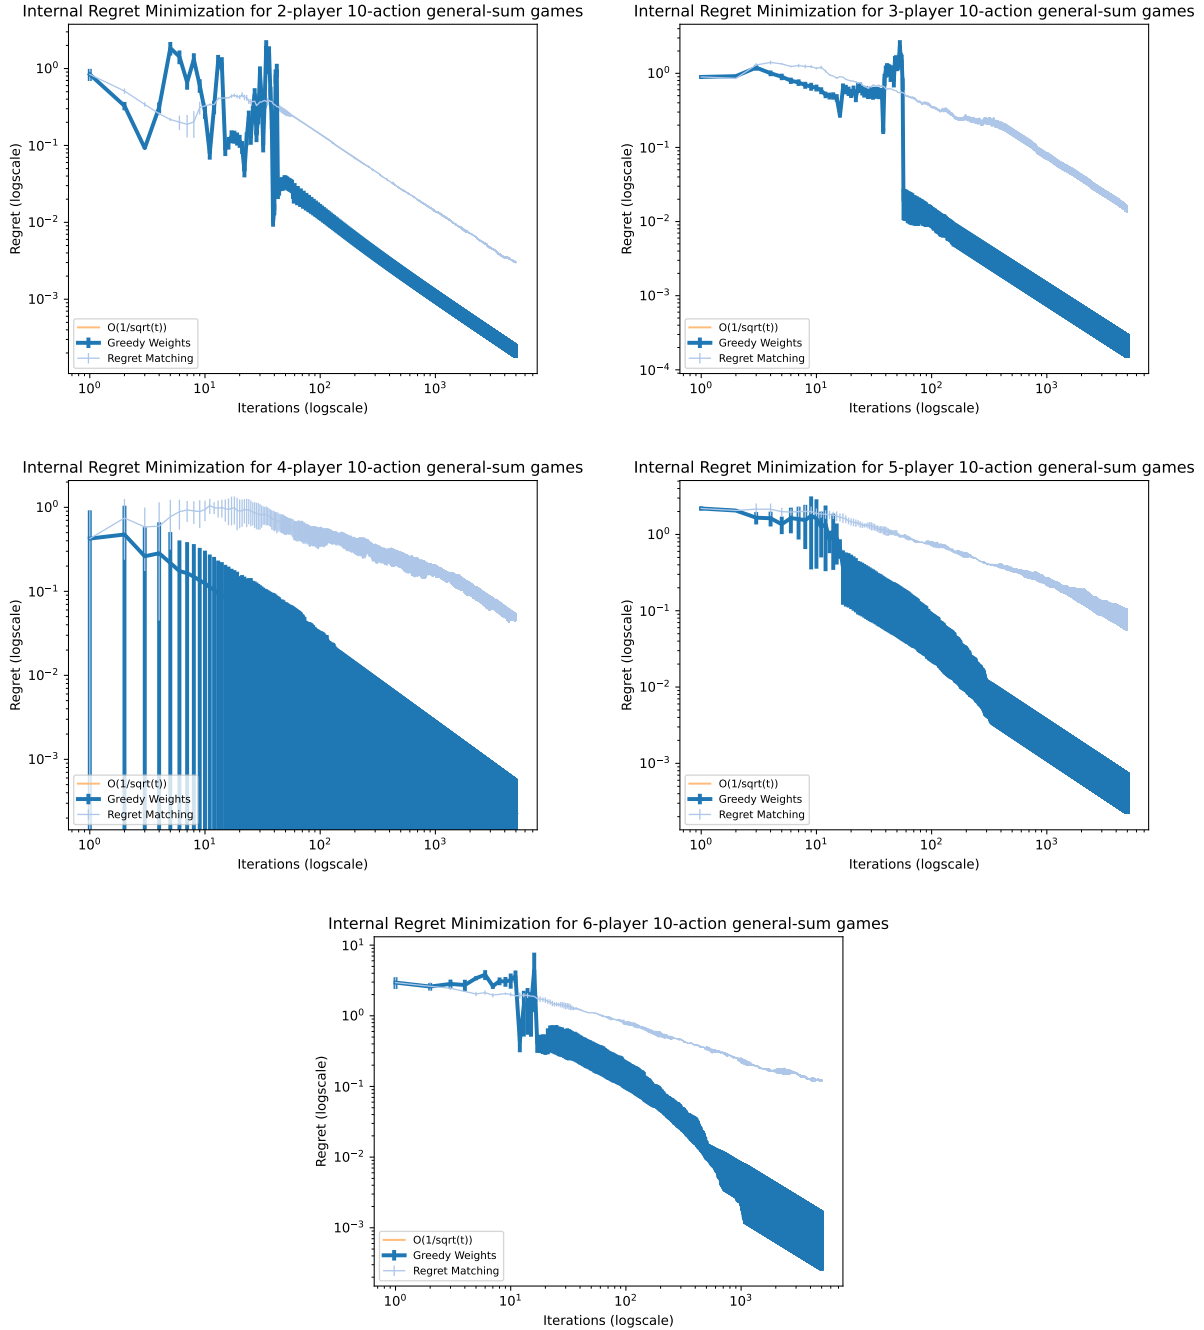 Internal Regret Minimization for 2-player 10-action general-sum games
10^0
10^-1
10^-2
10^-3
Regret (logscale)
O(1/sqrt(t))
Greedy Weights
Regret Matching
10^0 10^1 10^2 10^3
Iterations (logscale)
Internal Regret Minimization for 3-player 10-action general-sum games
10^0
10^-1
10^-2
10^-3
10^-4
Regret (logscale)
O(1/sqrt(t))
Greedy Weights
Regret Matching
10^0 10^1 10^2 10^3
Iterations (logscale)
Internal Regret Minimization for 4-player 10-action general-sum games
10^0
10^-1
10^-2
10^-3
Regret (logscale)
O(1/sqrt(t))
Greedy Weights
Regret Matching
10^0 10^1 10^2 10^3
Iterations (logscale)
Internal Regret Minimization for 5-player 10-action general-sum games
10^0
10^-1
10^-2
10^-3
Regret (logscale)
O(1/sqrt(t))
Greedy Weights
Regret Matching
10^0 10^1 10^2 10^3
Iterations (logscale)
Internal Regret Minimization for 6-player 10-action general-sum games
10^1
10^0
10^-1
10^-2
10^-3
Regret (logscale)
O(1/sqrt(t))
Greedy Weights
Regret Matching
10^0 10^1 10^2 10^3
Iterations (logscale)